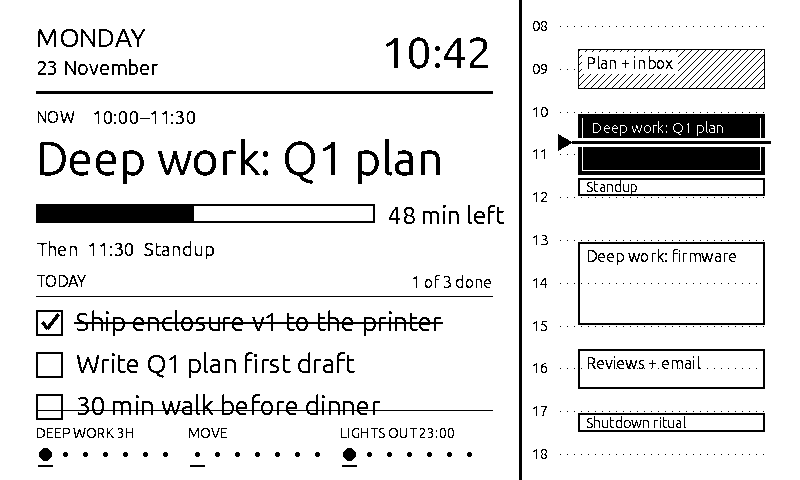 MONDAY
23 November
10:42
NOW 10:00–11:30
Deep work: Q1 plan
48 min left
Then 11:30 Standup
TODAY
1 of 3 done
Ship enclosure v1 to the printer
Write Q1 plan first draft
30 min walk before dinner
DEEP WORK 3H
MOVE
LIGHTS OUT 23:00
08
09
Plan + inbox
10
Deep work: Q1 plan
11
Standup
12
13
Deep work: firmware
14
15
16
Reviews + email
17
Shutdown ritual
18